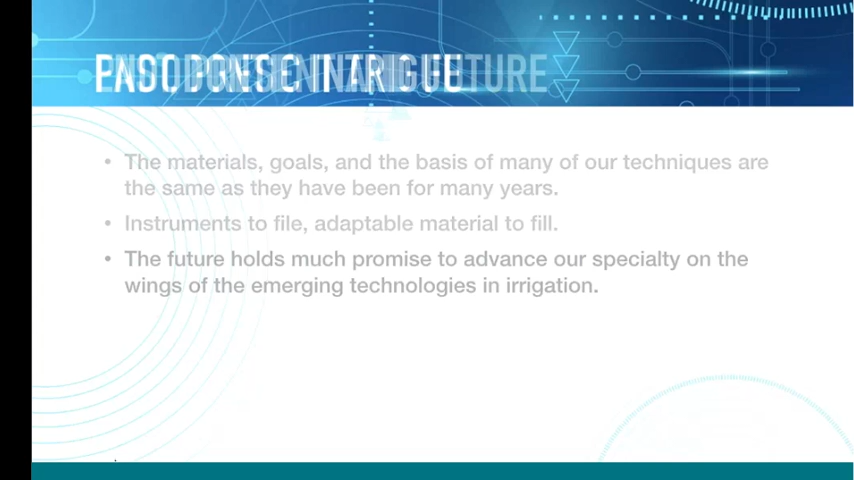 • The materials, goals, and the basis of many of our techniques are
the same as they have been for many years.
• Instruments to file, adaptable material to fill.
• The future holds much promise to advance our specialty on the
wings of the emerging technologies in irrigation.